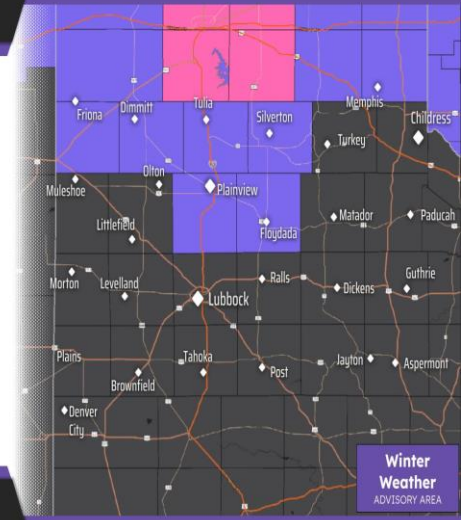 Memphis
Friona
Dimmitt
Tulia
Silverton
Childress
Turkey
Muleshoe
Olton
Plainview
Littlefield
Floydada
Matador
Paducah
Morton
Levelland
Ralls
Dickens
Guthrie
Lubbock
Plains
Tahoka
Jayton
Aspermont
Brownfield
Post
Denver
City
Winter
Weather
ADVISORY AREA